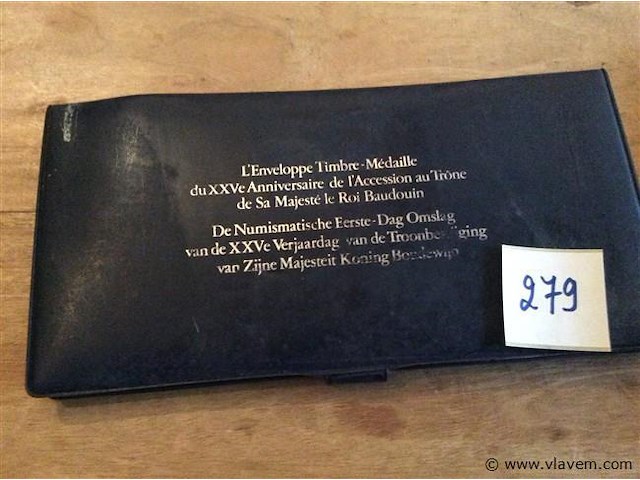 L'Enveloppe Timbre-Médaille
du XXVe Anniversaire de l'Accession au Trône
de Sa Majesté le Roi Baudouin
De Numismatische Eerste-Dag Omslag
van de XXVe Verjaardag van de Troonbestijging
van Zijne Majesteit Koning Boudewijn
279
© www.vlavem.com